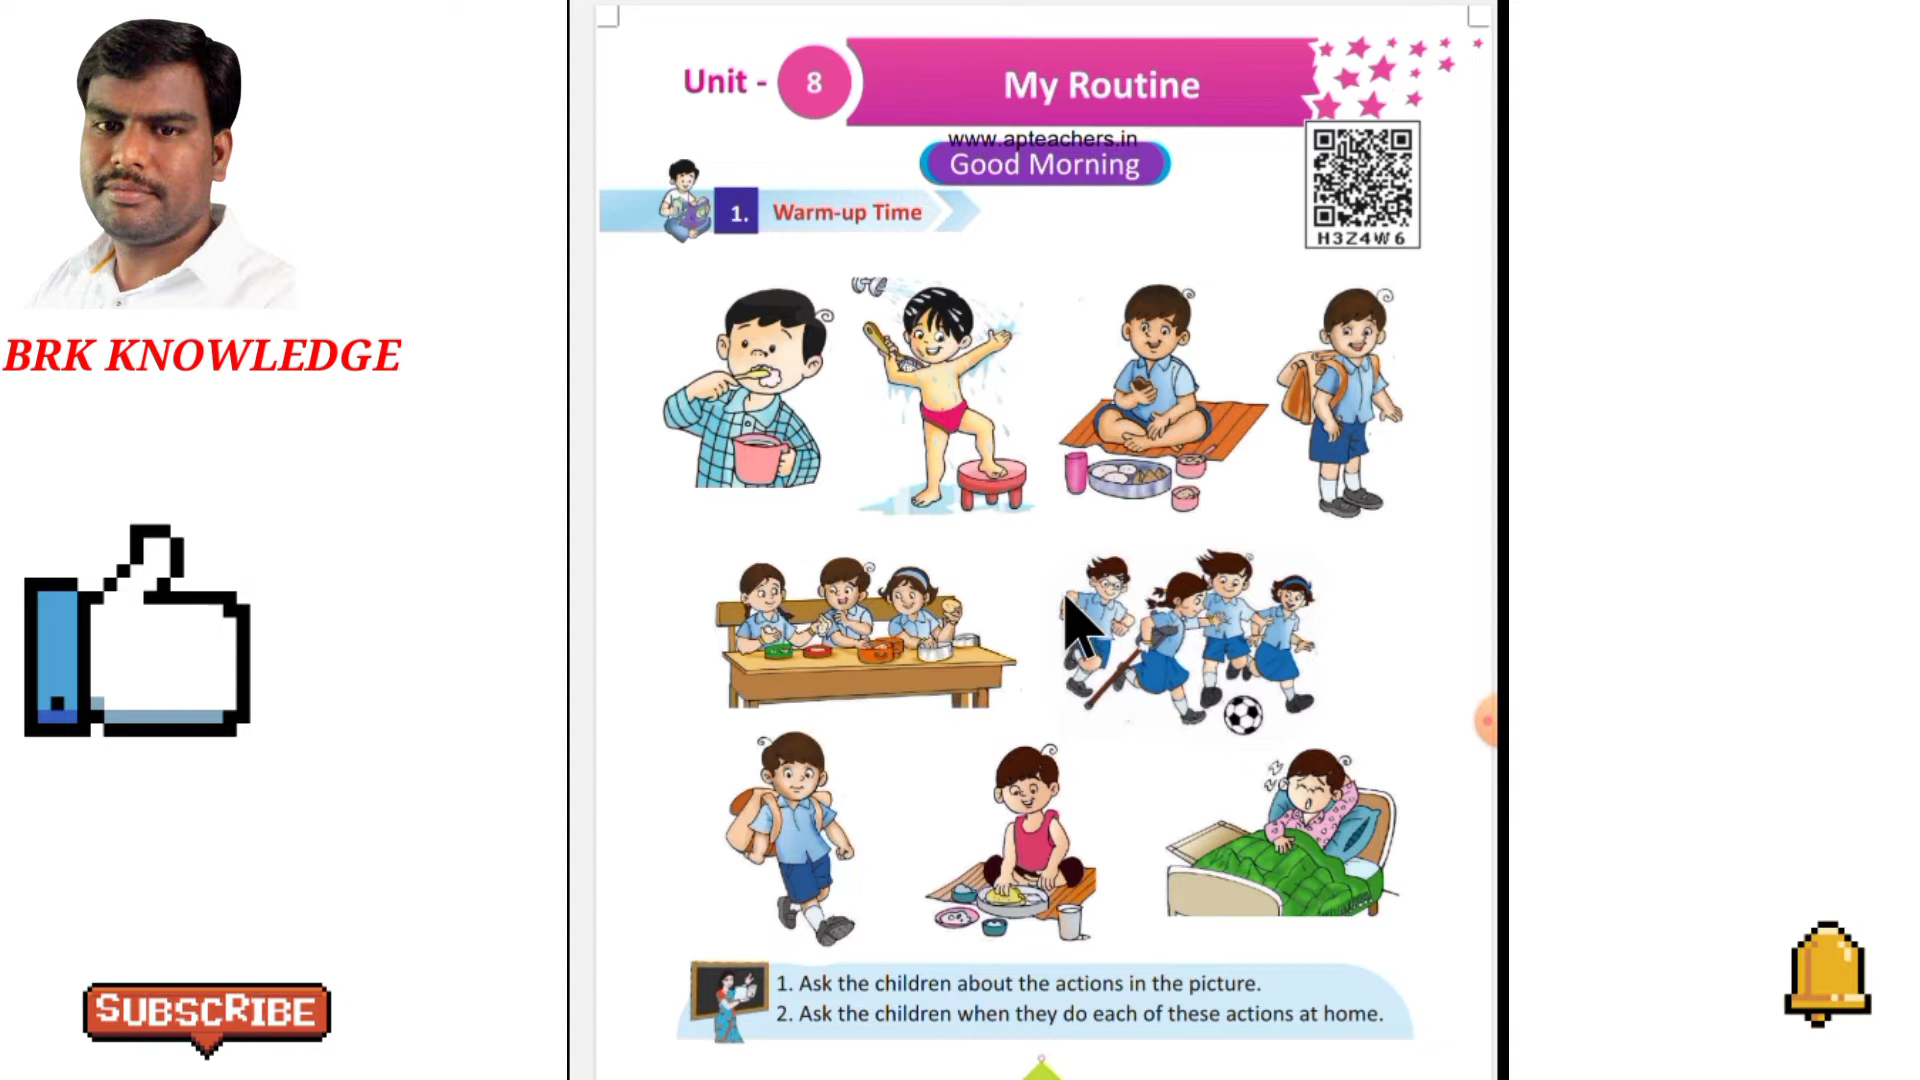 Unit - 8 My Routine
www.apteachers.in
Good Morning
1. Warm-up Time
H3Z4W6
BRK KNOWLEDGE
zz
SUBSCRIBE
1. Ask the children about the actions in the picture.
2. Ask the children when they do each of these actions at home.